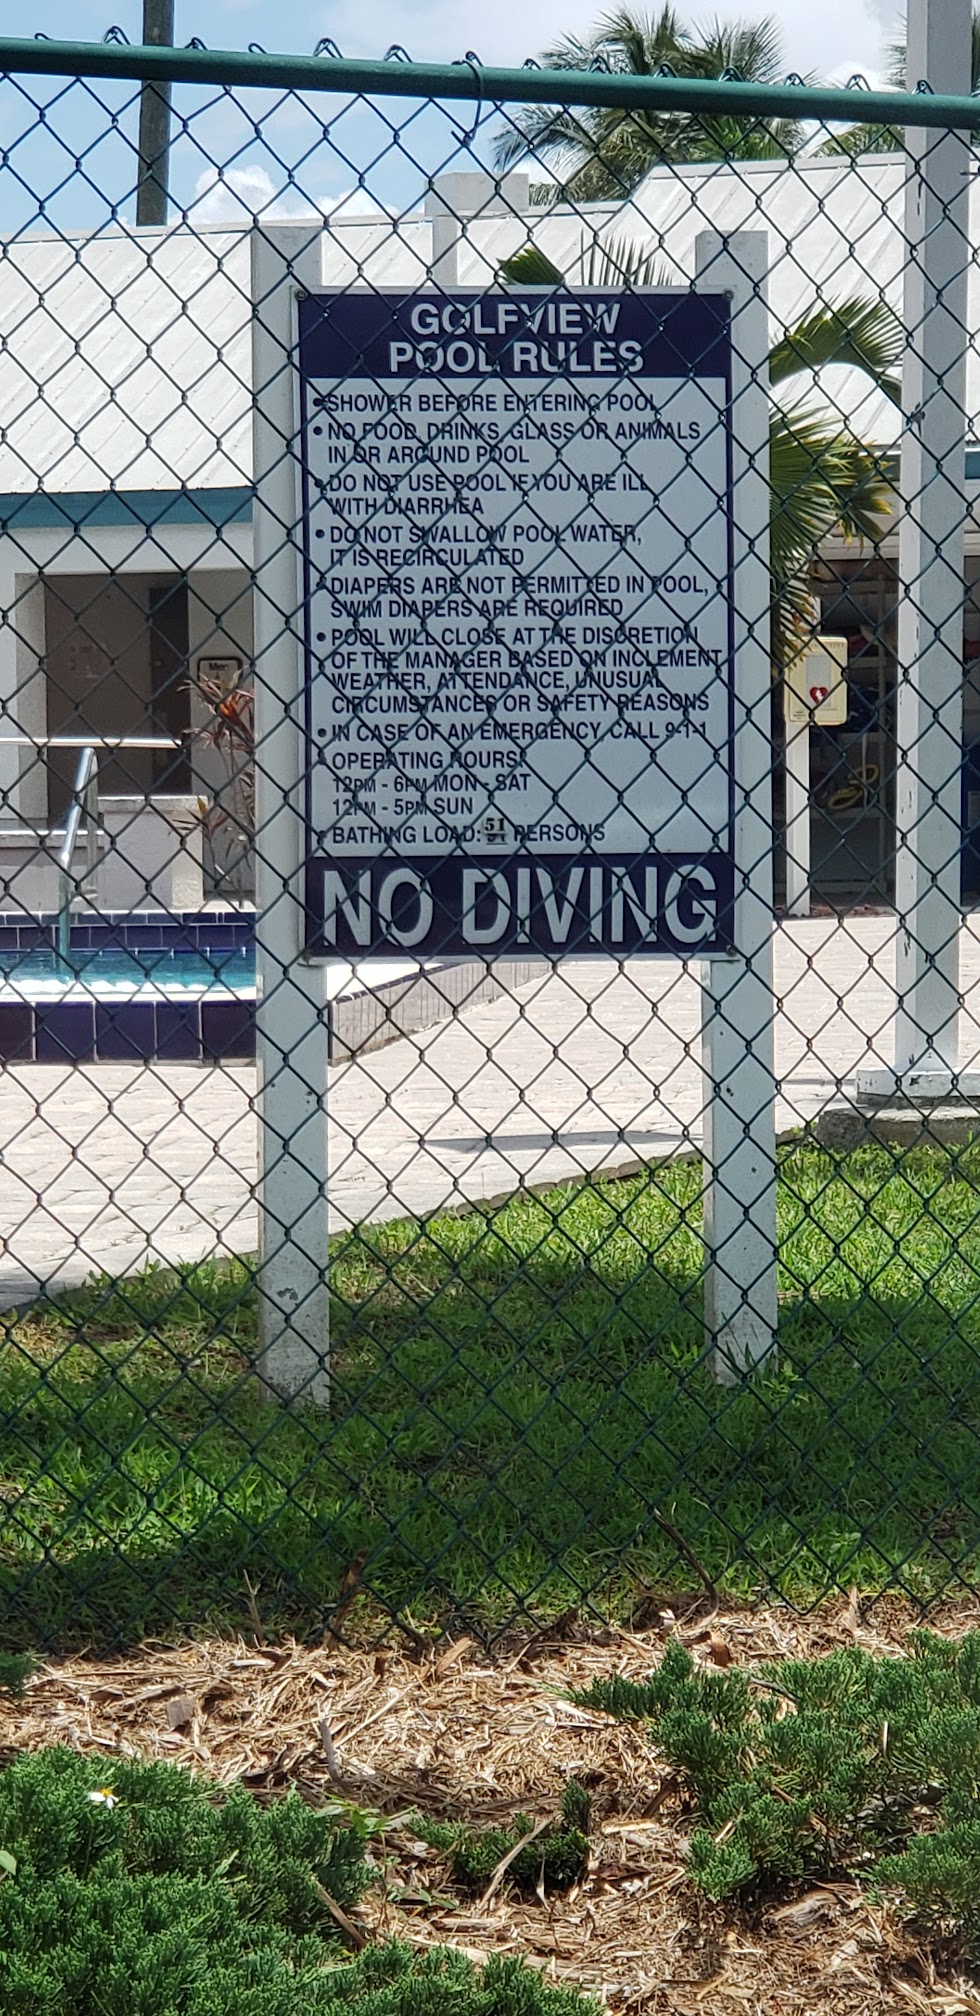 GOLFVIEW
POOL RULES
• SHOWER BEFORE ENTERING POOL
• NO FOOD, DRINKS, GLASS OR ANIMALS
IN OR AROUND POOL
• DO NOT USE POOL IF YOU ARE ILL
WITH DIARRHEA
• DO NOT SWALLOW POOL WATER,
IT IS RECIRCULATED
• DIAPERS ARE NOT PERMITTED IN POOL,
SWIM DIAPERS ARE REQUIRED
• POOL WILL CLOSE AT THE DISCRETION
OF THE MANAGER BASED ON INCLEMENT
WEATHER, ATTENDANCE, UNUSUAL
CIRCUMSTANCES OR SAFETY REASONS
• IN CASE OF AN EMERGENCY, CALL 9-1-1
• OPERATING HOURS:
12PM - 6PM MON - SAT
12PM - 5PM SUN
• BATHING LOAD: 51 PERSONS
NO DIVING
Men